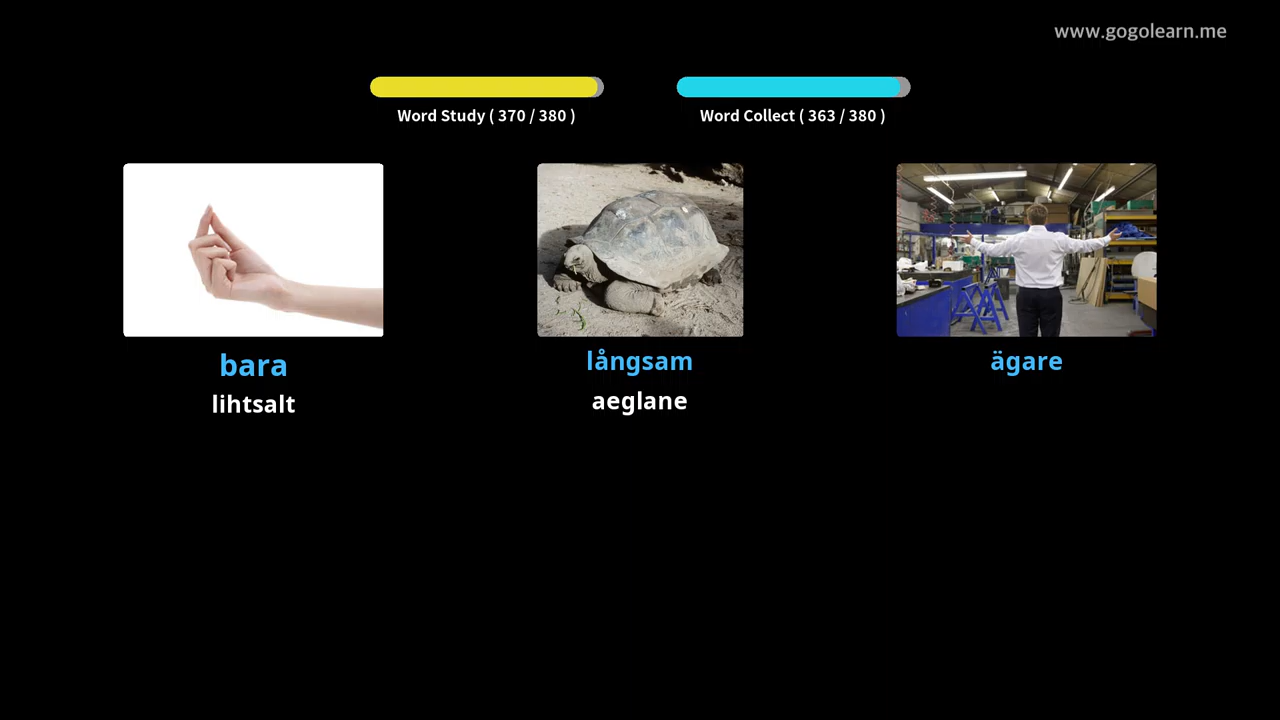 www.gogolearn.me
Word Study ( 370 / 380 )
Word Collect ( 363 / 380 )
bara
långsam
ägare
lihtsalt
aeglane